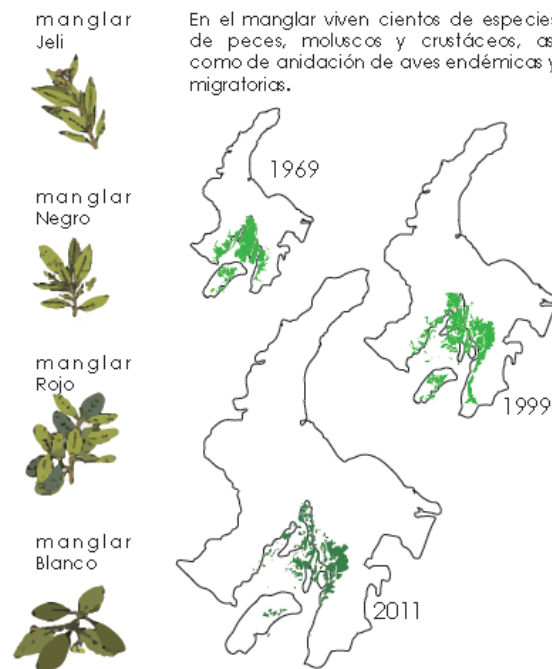 manglar
Jeli
En el manglar viven cientos de especies
de peces, moluscos y crustáceos, as
como de anidación de aves endémicas y
migratorias.
1969
manglar
Negro
1999
manglar
Rojo
manglar
Blanco
2011